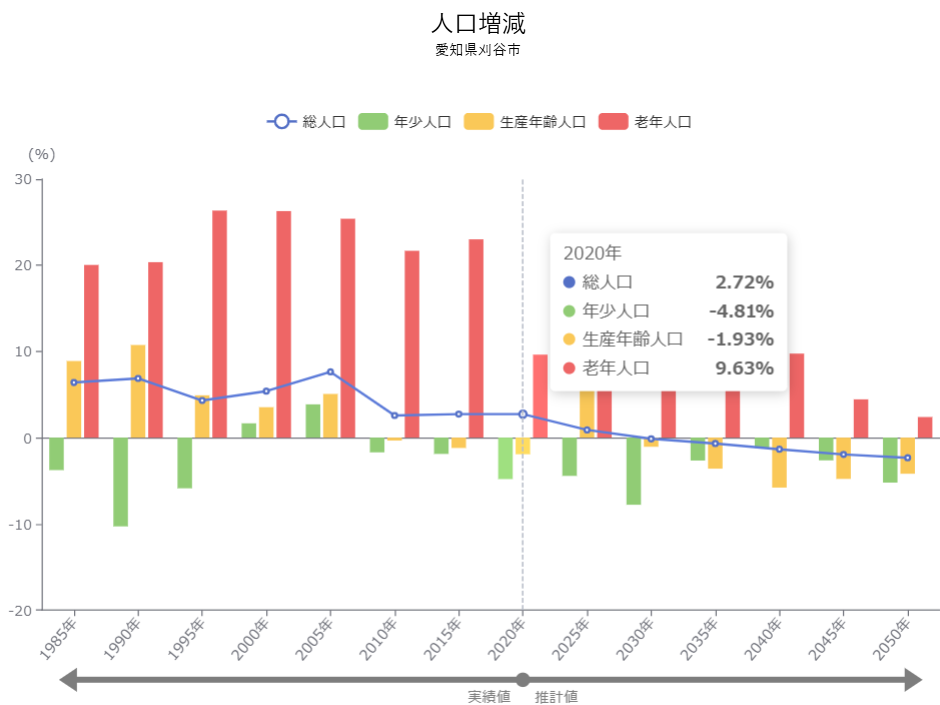 人口増減
愛知県刈谷市
総人口 年少人口 生産年齢人口 老年人口
(%)
30
20
10
0
-10
-20
2020年
総人口 2.72%
年少人口 -4.81%
生産年齢人口 -1.93%
老年人口 9.63%
1985年 1990年 1995年 2000年 2005年 2010年 2015年 2020年 2025年 2030年 2035年 2040年 2045年 2050年
実績値 推計値